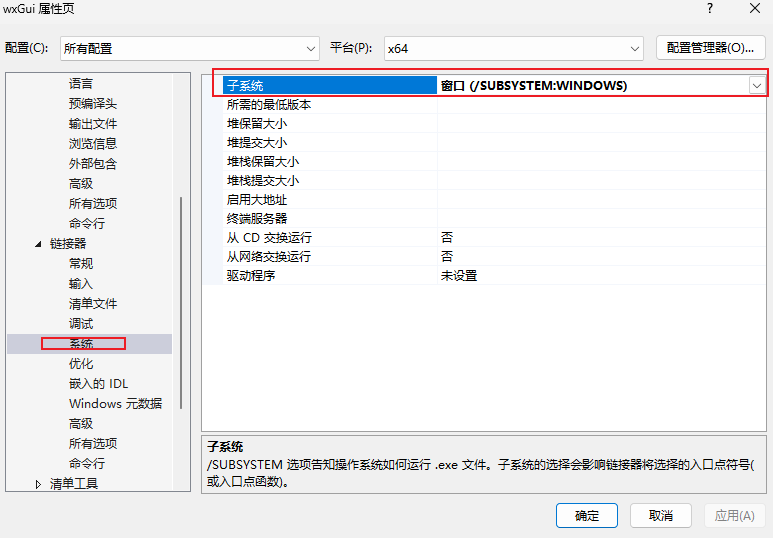 wxGui 属性页
配置(C): 所有配置 平台(P): x64 配置管理器(O)...
语言
预编译头
输出文件
浏览信息
外部包含
高级
所有选项
命令行
链接器
常规
输入
清单文件
调试
系统
优化
嵌入的 IDL
Windows 元数据
高级
所有选项
命令行
清单工具
子系统 窗口 (/SUBSYSTEM:WINDOWS)
所需的最低版本
堆保留大小
堆提交大小
堆栈保留大小
堆栈提交大小
启用大地址
终端服务器
从 CD 交换运行 否
从网络交换运行 否
驱动程序 未设置
子系统
/SUBSYSTEM 选项告知操作系统如何运行 .exe 文件。子系统的选择会影响链接器将选择的入口点符号(
或入口点函数)。
确定 取消 应用(A)